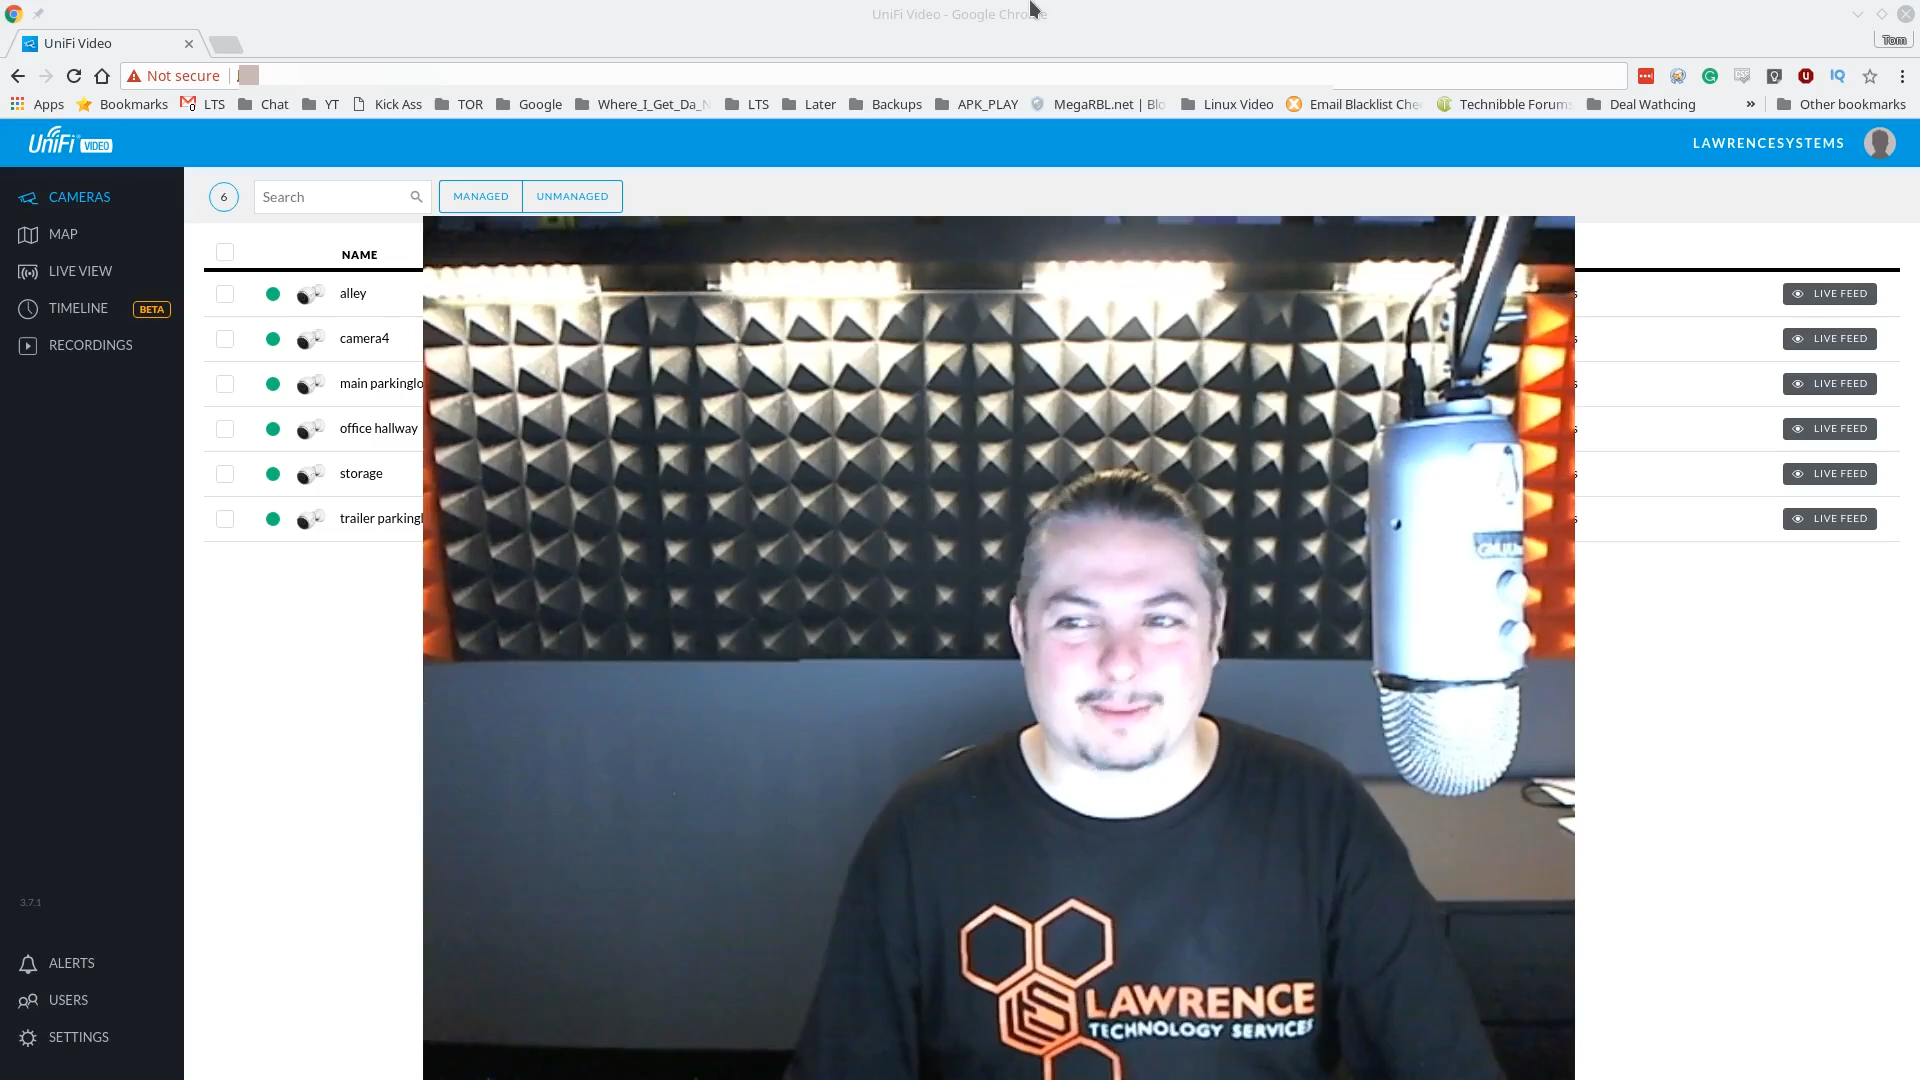 UniFi Video - Google Chrome
UniFi Video
Tom
Not secure
Apps Bookmarks LTS Chat YT Kick Ass TOR Google Where_I_Get_Da_N LTS Later Backups APK_PLAY MegaRBL.net | Blo Linux Video Email Blacklist Che Technibble Forums Deal Wathcing » Other bookmarks
UniFi VIDEO
LAWRENCESYSTEMS
CAMERAS
MAP
LIVE VIEW
TIMELINE BETA
RECORDINGS
6 Search MANAGED UNMANAGED
NAME
alley LIVE FEED
camera4 LIVE FEED
main parkinglo LIVE FEED
office hallway LIVE FEED
storage LIVE FEED
trailer parkingl LIVE FEED
LAWRENCE
TECHNOLOGY SERVICES
3.7.1
ALERTS
USERS
SETTINGS